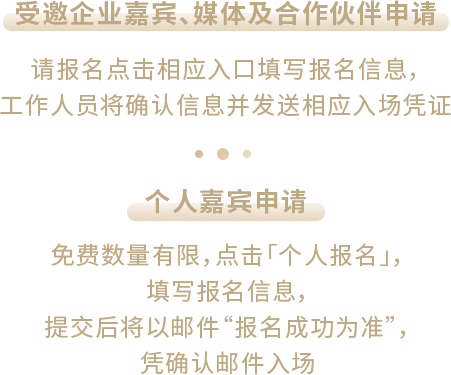 受邀企业嘉宾、媒体及合作伙伴申请
请报名点击相应入口填写报名信息，
工作人员将确认信息并发送相应入场凭证
个人嘉宾申请
免费数量有限，点击「个人报名」，
填写报名信息，
提交后将以邮件“报名成功为准”，
凭确认邮件入场